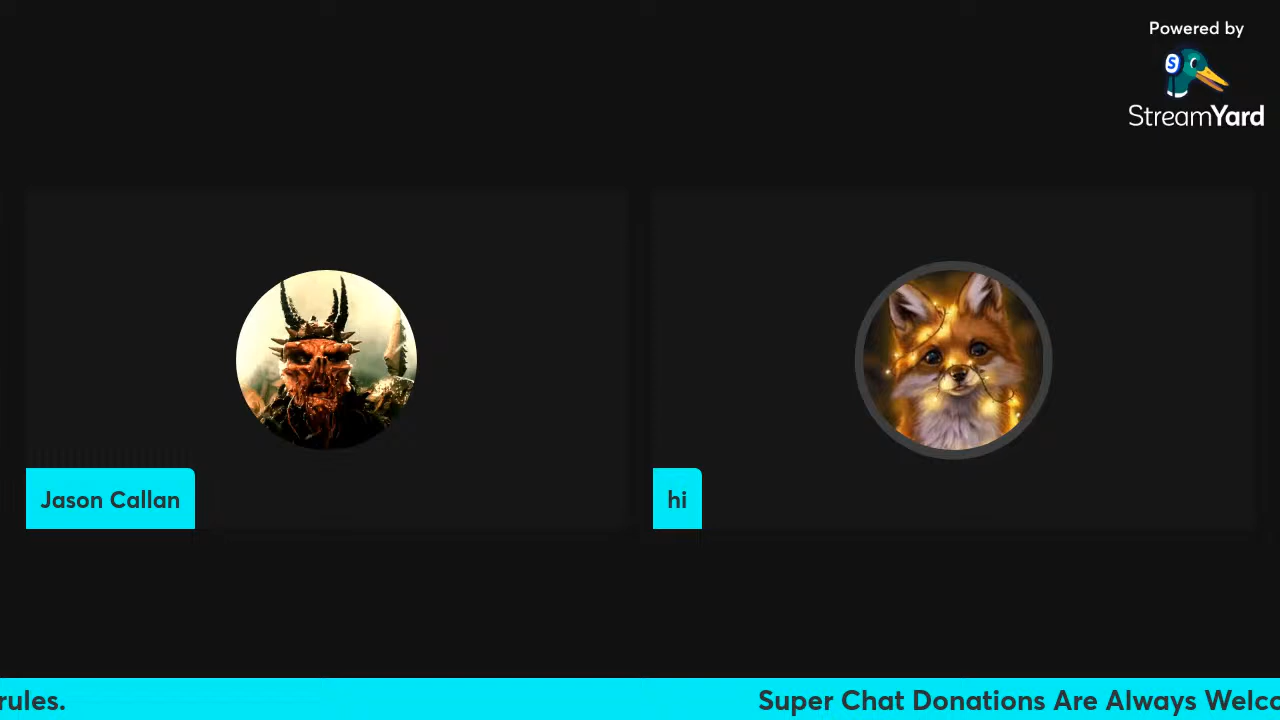 Powered by
S
StreamYard
Jason Callan
hi
rules.
Super Chat Donations Are Always Welco